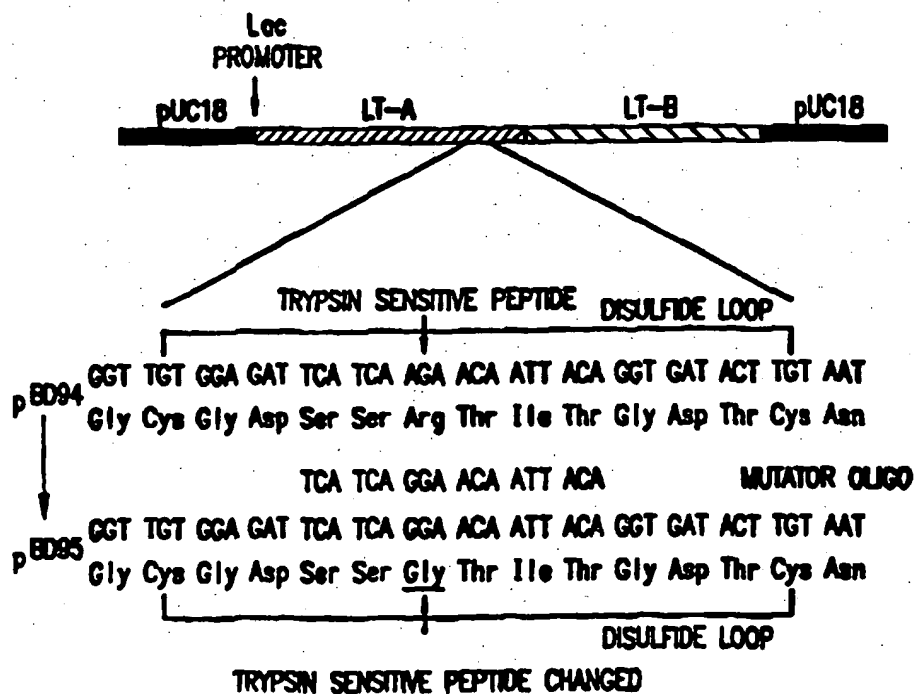 Lac
PROMOTER
pUC18 LT-A LT-B pUC18
TRYPSIN SENSITIVE PEPTIDE DISULFIDE LOOP
GGT TGT GGA GAT TCA TCA AGA ACA ATT ACA GGT GAT ACT TGT AAT
pBD94
Gly Cys Gly Asp Ser Ser Arg Thr Ile Thr Gly Asp Thr Cys Asn
TCA TCA GGA ACA ATT ACA MUTATOR OLIGO
GGT TGT GGA GAT TCA TCA GGA ACA ATT ACA GGT GAT ACT TGT AAT
pBD95
Gly Cys Gly Asp Ser Ser Gly Thr Ile Thr Gly Asp Thr Cys Asn
DISULFIDE LOOP
TRYPSIN SENSITIVE PEPTIDE CHANGED